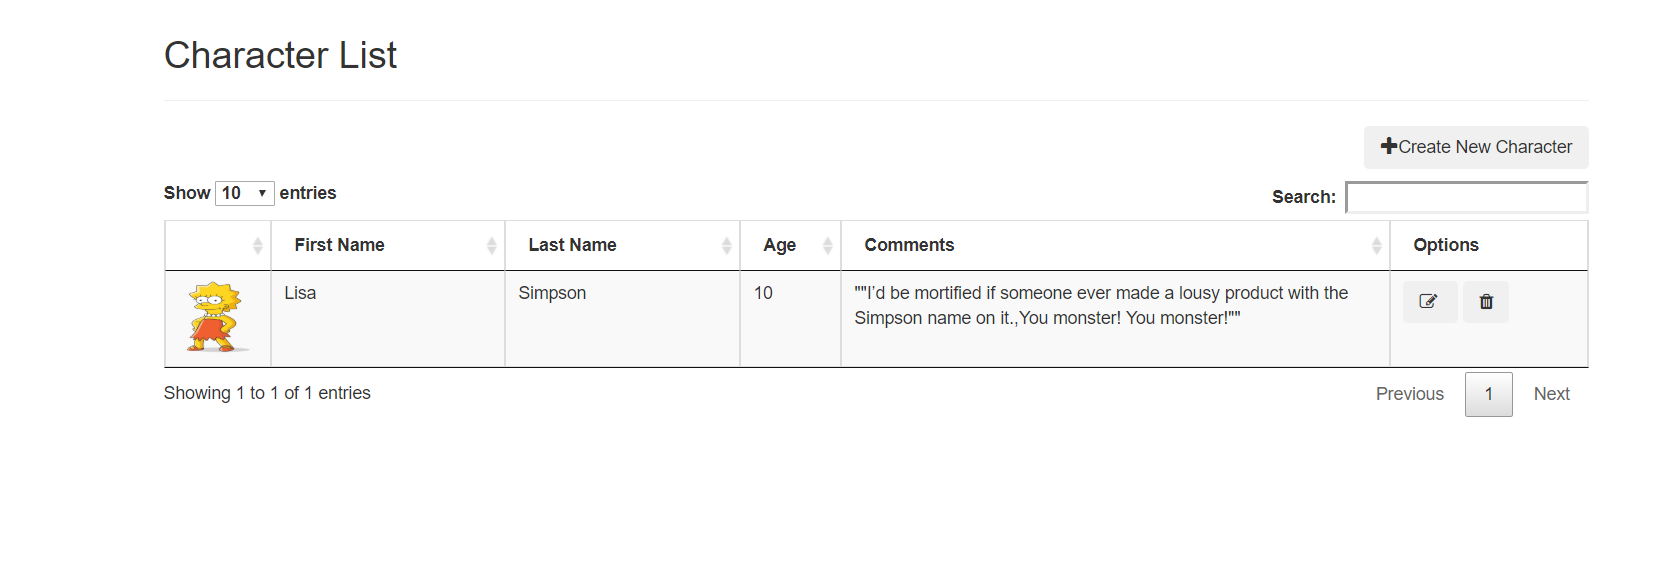 Character List
Create New Character
Show 10 entries
Search:
First Name Last Name Age Comments Options
Lisa Simpson 10 ""I'd be mortified if someone ever made a lousy product with the
Simpson name on it.,You monster! You monster!""
Showing 1 to 1 of 1 entries
Previous 1 Next